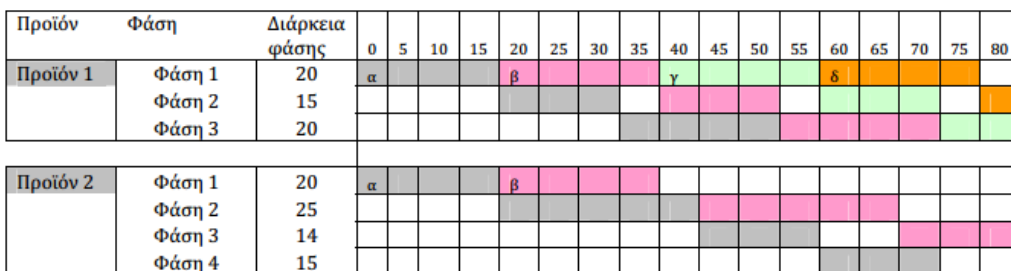 Προϊόν Φάση Διάρκεια
φάσης 0 5 10 15 20 25 30 35 40 45 50 55 60 65 70 75 80
Προϊόν 1 Φάση 1 20 α β γ δ
Φάση 2 15
Φάση 3 20
Προϊόν 2 Φάση 1 20 α β
Φάση 2 25
Φάση 3 14
Φάση 4 15